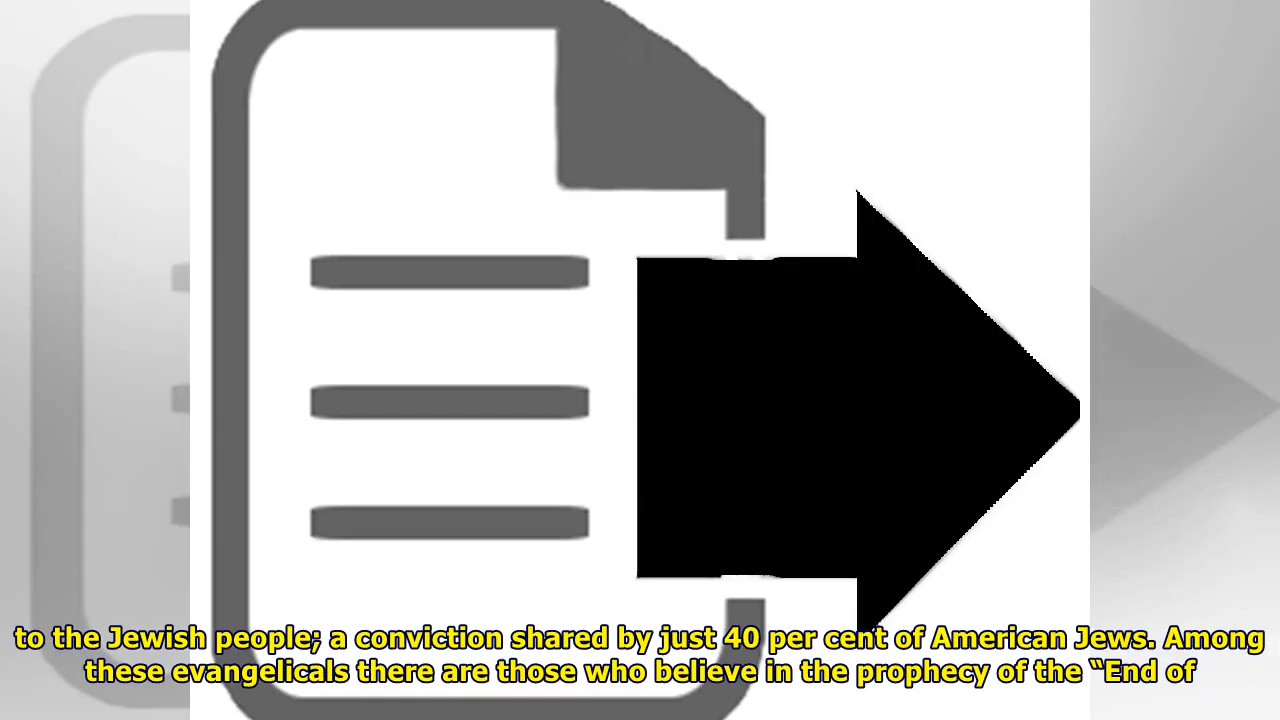 to the Jewish people; a conviction shared by just 40 per cent of American Jews. Among
these evangelicals there are those who believe in the prophecy of the “End of